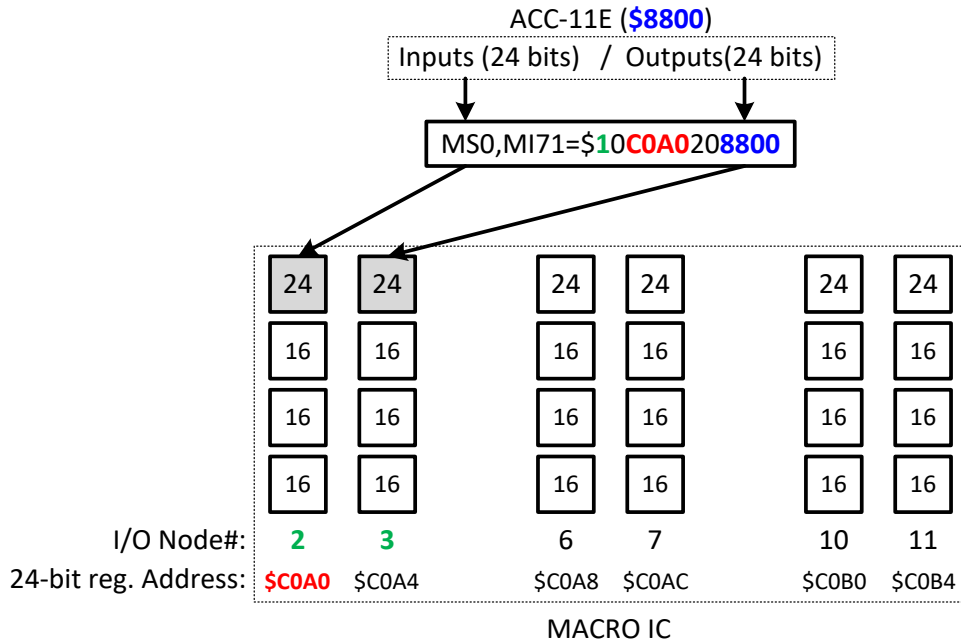 ACC-11E ($8800)
Inputs (24 bits) / Outputs(24 bits)
MS0,MI71=$10C0A0208800
24 24 24 24 24 24
16 16 16 16 16 16
16 16 16 16 16 16
16 16 16 16 16 16
I/O Node#: 2 3 6 7 10 11
24-bit reg. Address: $C0A0 $C0A4 $C0A8 $C0AC $C0B0 $C0B4
MACRO IC